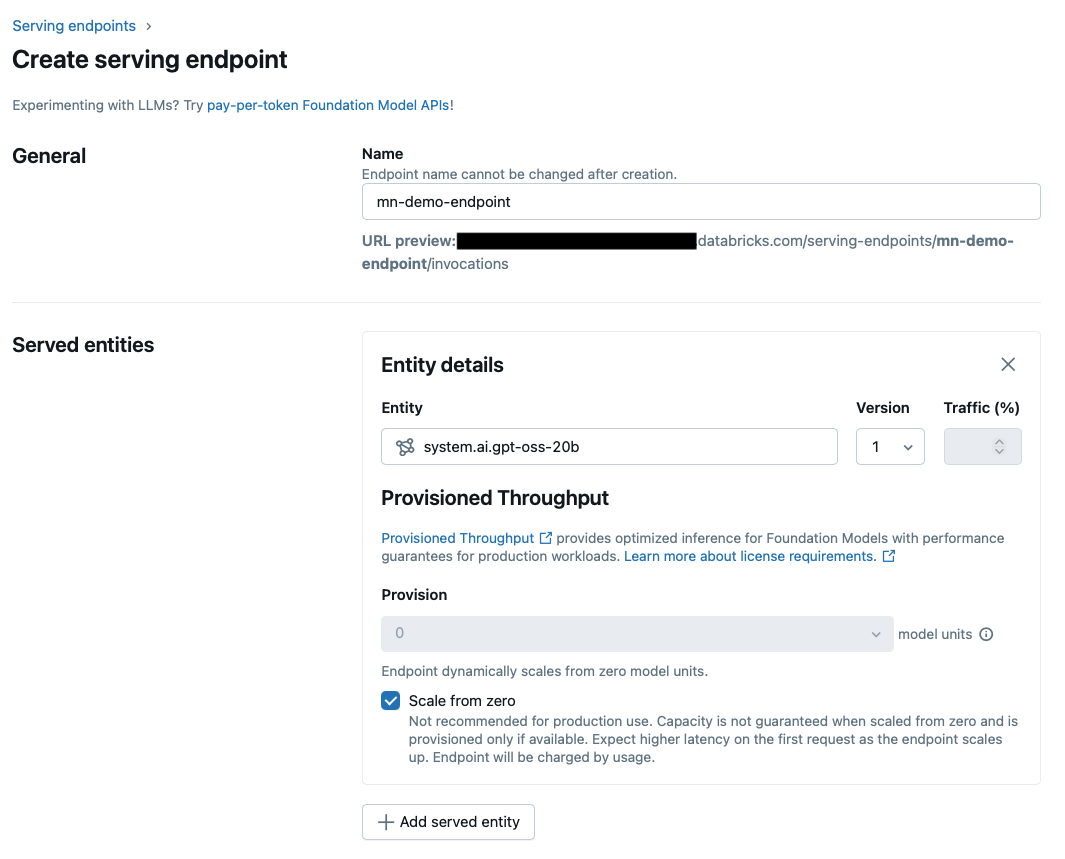 Serving endpoints ›
Create serving endpoint
Experimenting with LLMs? Try pay-per-token Foundation Model APIs!
General
Name
Endpoint name cannot be changed after creation.
mn-demo-endpoint
URL preview: databricks.com/serving-endpoints/mn-demo-
endpoint/invocations
Served entities
Entity details
Entity Version Traffic (%)
system.ai.gpt-oss-20b 1
Provisioned Throughput
Provisioned Throughput provides optimized inference for Foundation Models with performance
guarantees for production workloads. Learn more about license requirements.
Provision
0 model units
Endpoint dynamically scales from zero model units.
Scale from zero
Not recommended for production use. Capacity is not guaranteed when scaled from zero and is
provisioned only if available. Expect higher latency on the first request as the endpoint scales
up. Endpoint will be charged by usage.
Add served entity